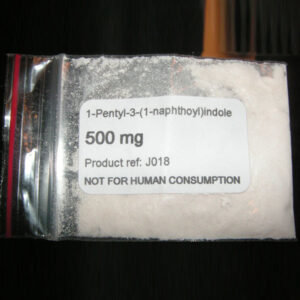 1-Pentyl-3-(1-naphthoyl)indole
500 mg
Product ref: J018
NOT FOR HUMAN CONSUMPTION